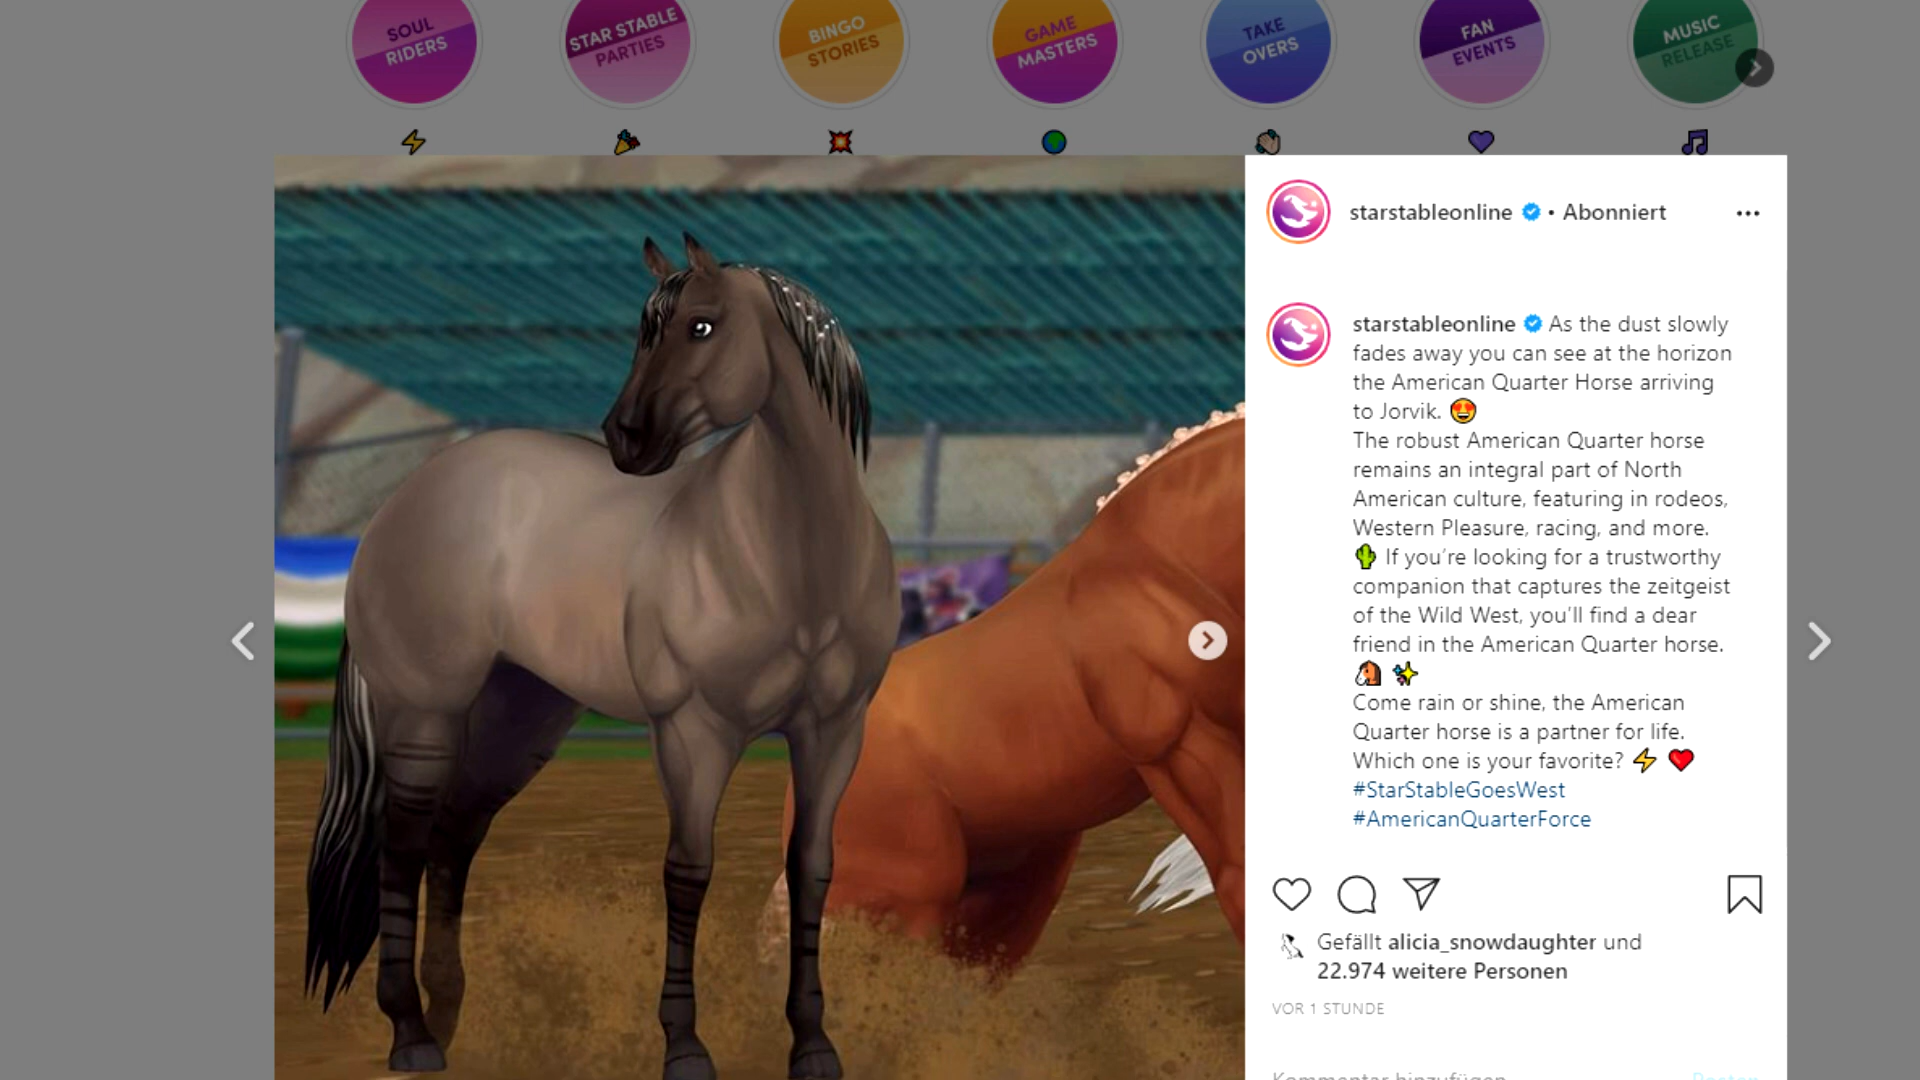 SOUL
RIDERS
STAR STABLE
PARTIES
BINGO
STORIES
GAME
MASTERS
TAKE
OVERS
FAN
EVENTS
MUSIC
RELEASE
starstableonline • Abonniert
starstableonline As the dust slowly
fades away you can see at the horizon
the American Quarter Horse arriving
to Jorvik. 😍
The robust American Quarter horse
remains an integral part of North
American culture, featuring in rodeos,
Western Pleasure, racing, and more.
🌵 If you’re looking for a trustworthy
companion that captures the zeitgeist
of the Wild West, you’ll find a dear
friend in the American Quarter horse.
🐴 ✨
Come rain or shine, the American
Quarter horse is a partner for life.
Which one is your favorite? ⚡ ❤️
#StarStableGoesWest
#AmericanQuarterForce
Gefällt alicia_snowdaughter und
22.974 weitere Personen
VOR 1 STUNDE
Kommentar hinzufügen
Posten